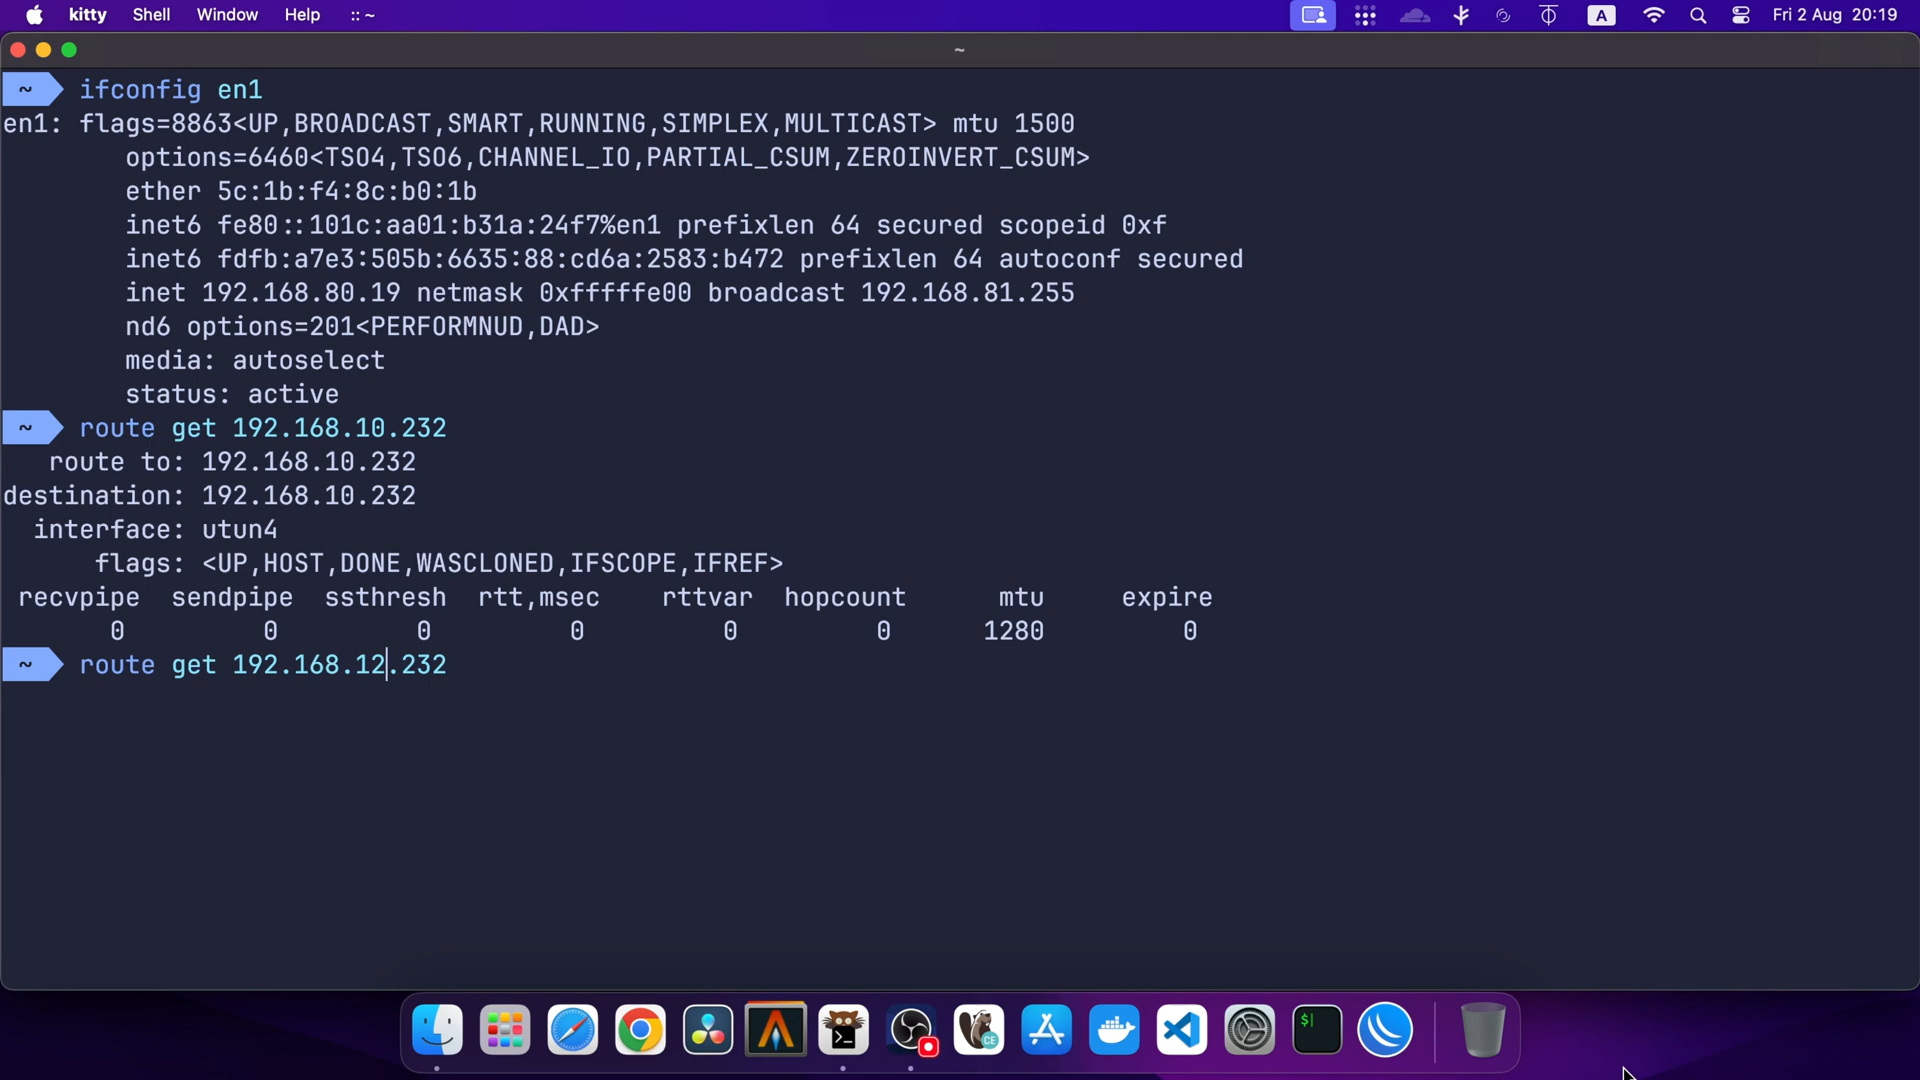 kitty Shell Window Help :: ~ A Fri 2 Aug 20:19
~
~ ifconfig en1
en1: flags=8863<UP,BROADCAST,SMART,RUNNING,SIMPLEX,MULTICAST> mtu 1500
options=6460<TSO4,TSO6,CHANNEL_IO,PARTIAL_CSUM,ZEROINVERT_CSUM>
ether 5c:1b:f4:8c:b0:1b
inet6 fe80::101c:aa01:b31a:24f7%en1 prefixlen 64 secured scopeid 0xf
inet6 fdfb:a7e3:505b:6635:88:cd6a:2583:b472 prefixlen 64 autoconf secured
inet 192.168.80.19 netmask 0xfffffe00 broadcast 192.168.81.255
nd6 options=201<PERFORMNUD,DAD>
media: autoselect
status: active
~ route get 192.168.10.232
route to: 192.168.10.232
destination: 192.168.10.232
interface: utun4
flags: <UP,HOST,DONE,WASCLONED,IFSCOPE,IFREF>
recvpipe sendpipe ssthresh rtt,msec rttvar hopcount mtu expire
0 0 0 0 0 0 1280 0
~ route get 192.168.12.232
CE $